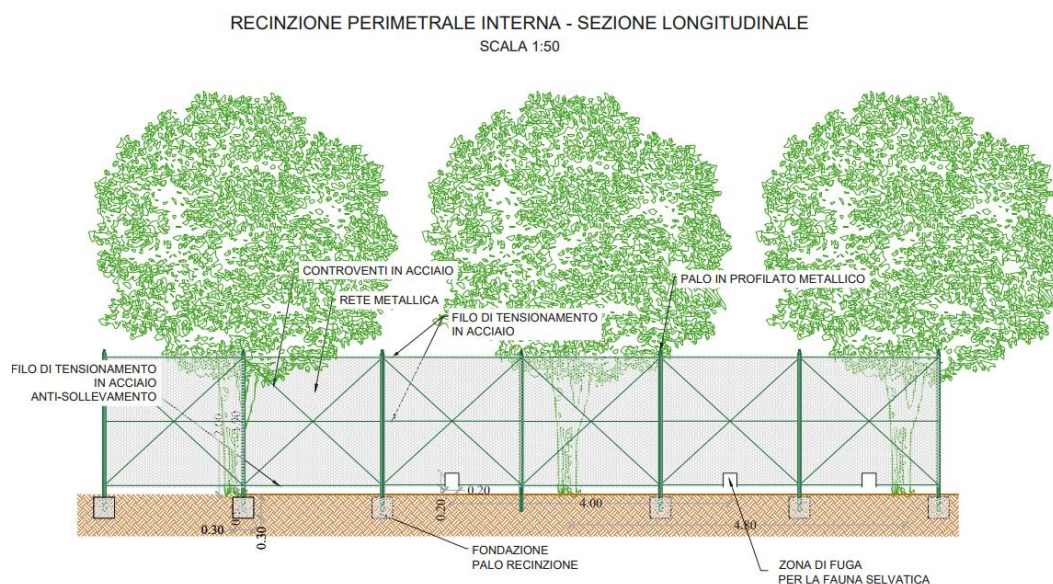 RECINZIONE PERIMETRALE INTERNA - SEZIONE LONGITUDINALE
SCALA 1:50
CONTROVENTI IN ACCIAIO
PALO IN PROFILATO METALLICO
RETE METALLICA
FILO DI TENSIONAMENTO
IN ACCIAIO
FILO DI TENSIONAMENTO
IN ACCIAIO
ANTI-SOLLEVAMENTO
2.00
0.20
0.20
4.00
4.80
0.30
0.30
FONDAZIONE
PALO RECINZIONE
ZONA DI FUGA
PER LA FAUNA SELVATICA